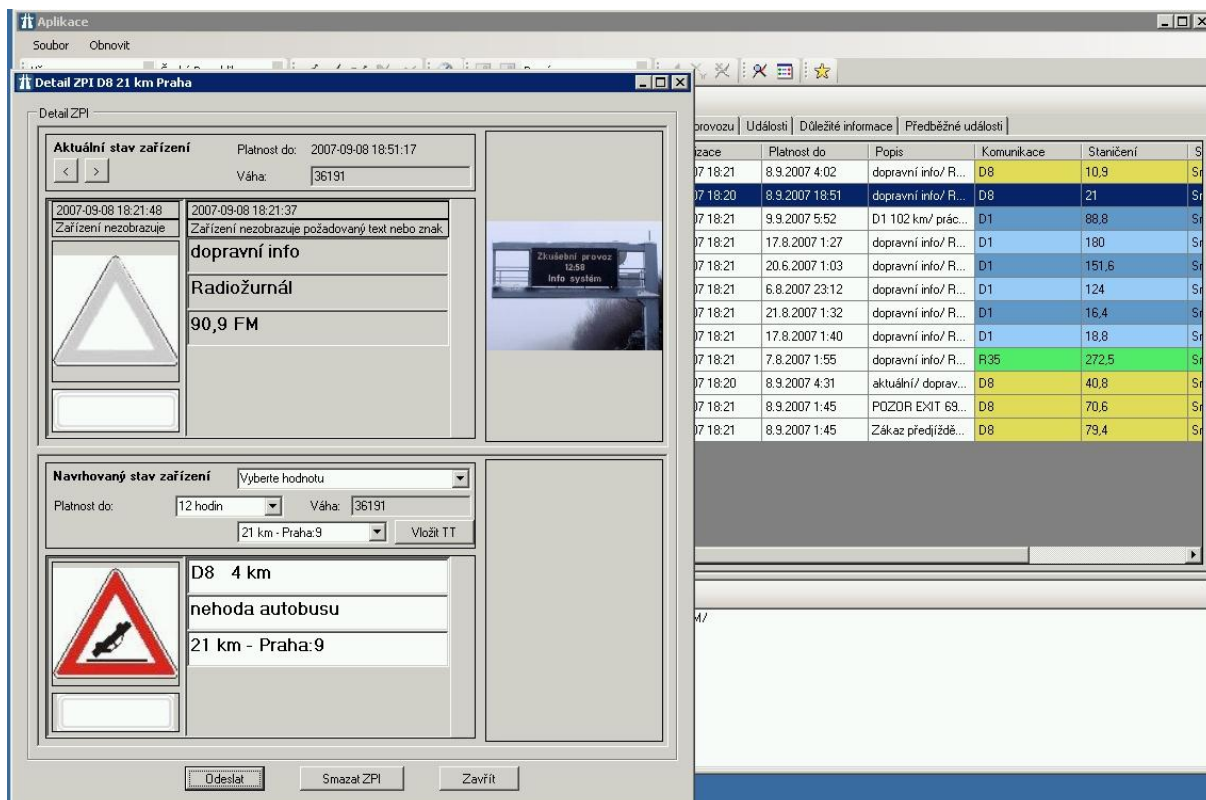 Aplikace
Soubor Obnovit
Detail ZPI D8 21 km Praha
Detail ZPI
Aktuální stav zařízení
Platnost do: 2007-09-08 18:51:17
< >
Váha: 36191
2007-09-08 18:21:48
2007-09-08 18:21:37
Zařízení nezobrazuje
Zařízení nezobrazuje požadovaný text nebo znak
dopravní info
Radiožurnál
90,9 FM
Zkušební provoz
12:58
Info systém
Navrhovaný stav zařízení
Vyberte hodnotu
Platnost do: 12 hodin Váha: 36191
21 km - Praha:9 Vložit TT
D8 4 km
nehoda autobusu
21 km - Praha:9
Odeslat Smazat ZPI Zavřít
provozu Události Důležité informace Předběžné události
izace Platnost do Popis Komunikace Staničení S
07 18:21 8.9.2007 4:02 dopravní info/ R... D8 10,9 Sr
07 18:20 8.9.2007 18:51 dopravní info/ R... D8 21 Sr
07 18:21 9.9.2007 5:52 D1 102 km/ prác... D1 88,8 Sr
07 18:21 17.8.2007 1:27 dopravní info/ R... D1 180 Sr
07 18:21 20.6.2007 1:03 dopravní info/ R... D1 151,6 Sr
07 18:21 6.8.2007 23:12 dopravní info/ R... D1 124 Sr
07 18:21 21.8.2007 1:32 dopravní info/ R... D1 16,4 Sr
07 18:21 17.8.2007 1:40 dopravní info/ R... D1 18,8 Sr
07 18:21 7.8.2007 1:55 dopravní info/ R... R35 272,5 Sr
07 18:20 8.9.2007 4:31 aktuální/ doprav... D8 40,8 Sr
07 18:21 8.9.2007 1:45 POZOR EXIT 69... D8 70,6 Sr
07 18:21 8.9.2007 1:45 Zákaz předjíždě... D8 79,4 Sr
M/